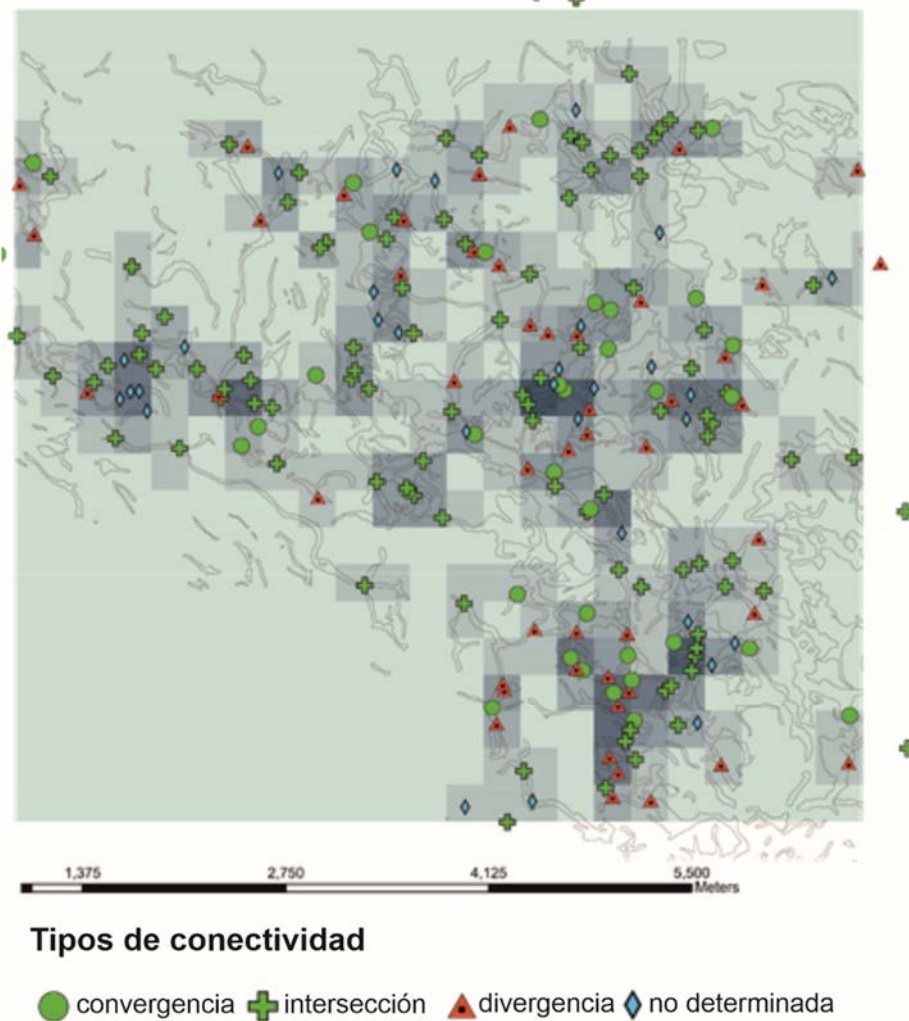 1,375 2,750 4,125 5,500
Meters
Tipos de conectividad
convergencia intersección divergencia no determinada